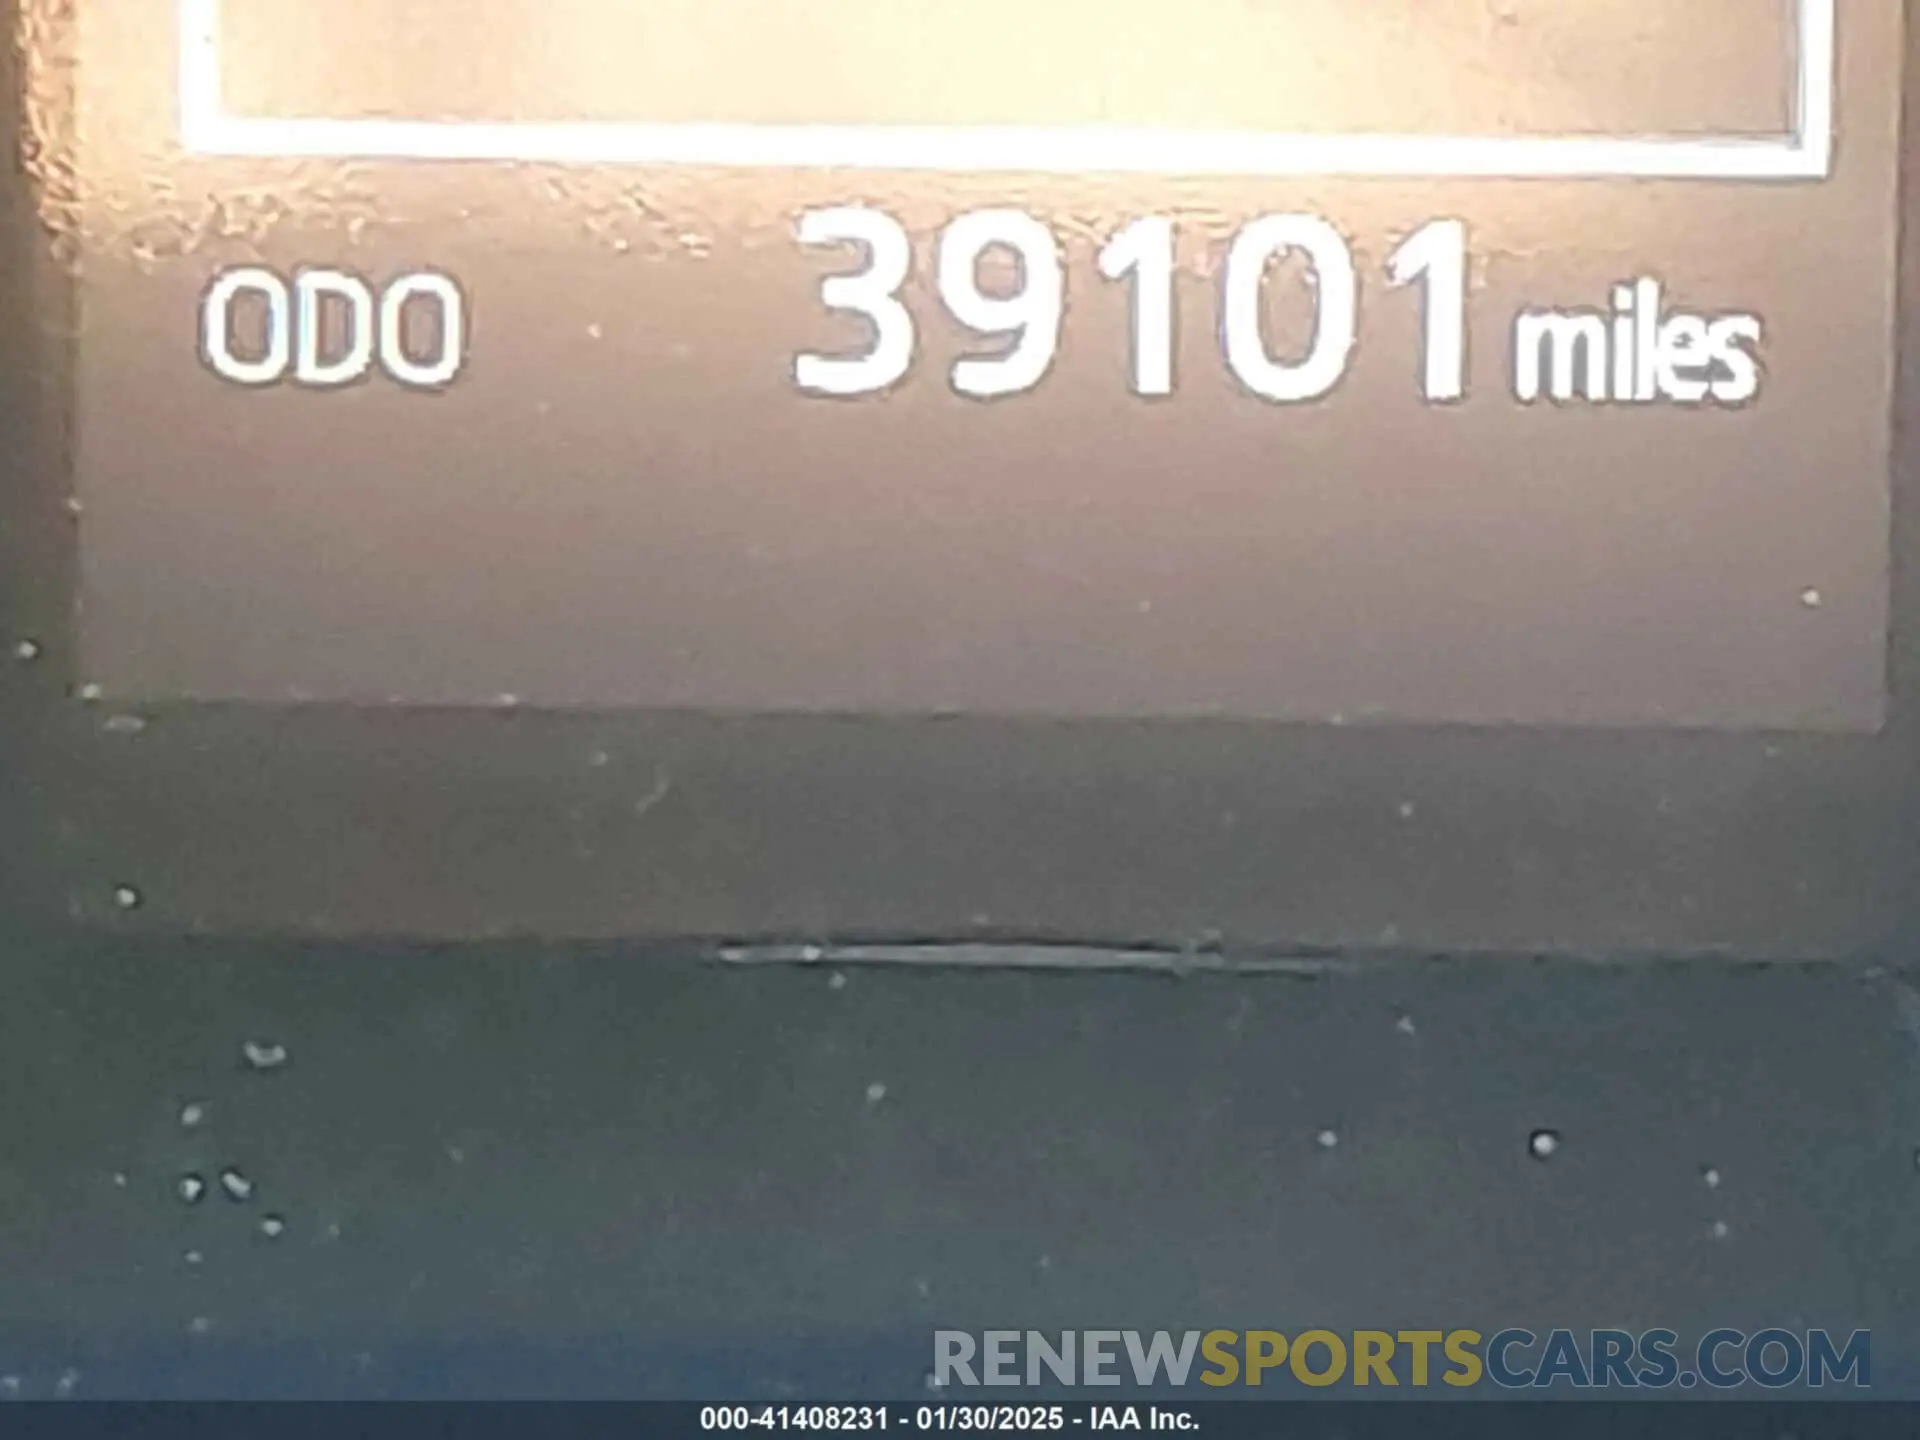 ODO 39101 miles
RENEWSPORTSCARS.COM
000-41408231 - 01/30/2025 - IAA Inc.